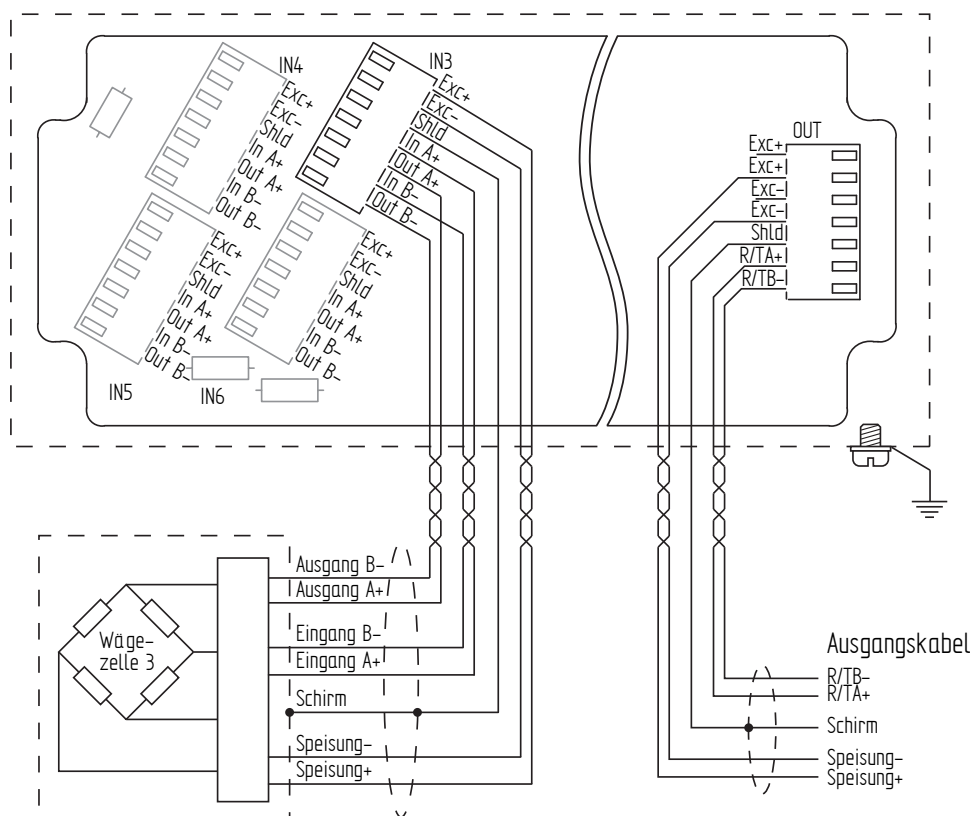 IN4
Exc+
Exc-
Shld
In A+
Out A+
In B-
Out B-
IN3
Exc+
Exc-
Shld
In A+
Out A+
In B-
Out B-
Exc+
Exc-
Shld
In A+
Out A+
In B-
Out B-
IN5
Exc+
Exc-
Shld
In A+
Out A+
In B-
Out B-
IN6
OUT
Exc+
Exc+
Exc-
Exc-
Shld
R/TA+
R/TB-
Wäge-
zelle 3
Ausgang B-
Ausgang A+
Eingang B-
Eingang A+
Schirm
Speisung-
Speisung+
Ausgangskabel
R/TB-
R/TA+
Schirm
Speisung-
Speisung+